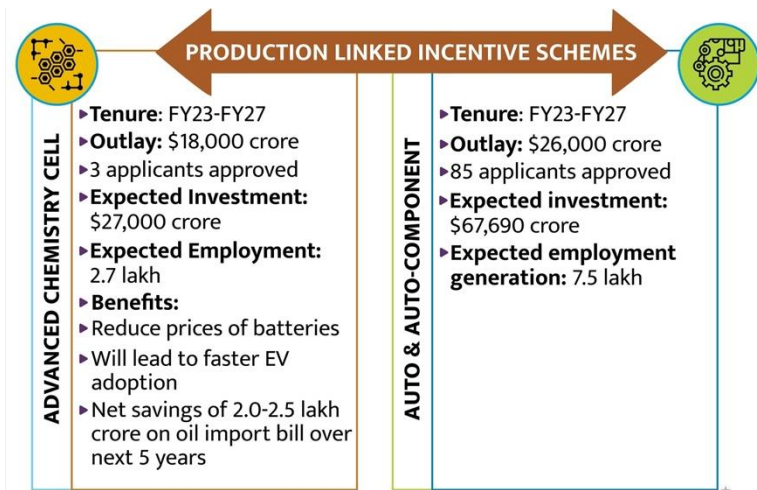 PRODUCTION LINKED INCENTIVE SCHEMES
ADVANCED CHEMISTRY CELL
▸Tenure: FY23-FY27
▸Outlay: $18,000 crore
▸3 applicants approved
▸Expected Investment:
$27,000 crore
▸Expected Employment:
2.7 lakh
▸Benefits:
▸Reduce prices of batteries
▸Will lead to faster EV
adoption
▸Net savings of 2.0-2.5 lakh
crore on oil import bill over
next 5 years
AUTO & AUTO-COMPONENT
▸Tenure: FY23-FY27
▸Outlay: $26,000 crore
▸85 applicants approved
▸Expected investment:
$67,690 crore
▸Expected employment
generation: 7.5 lakh